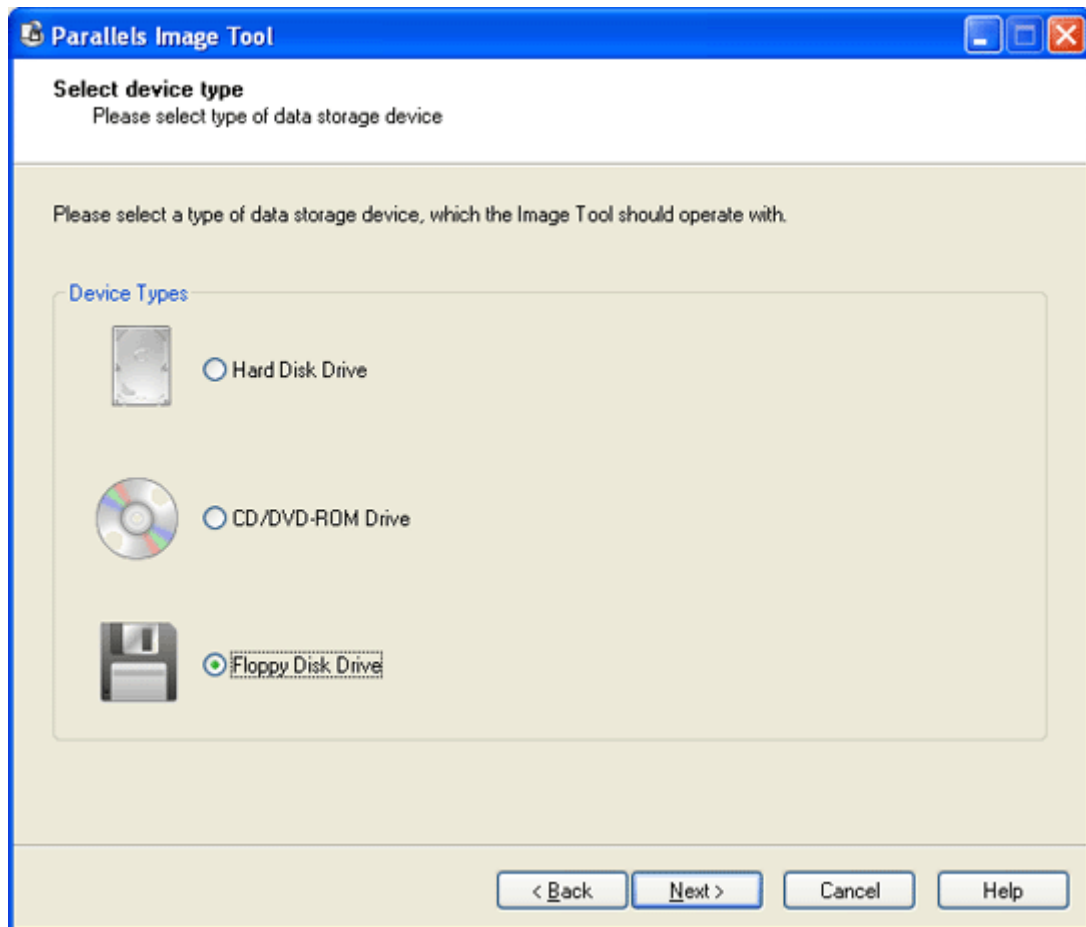 Parallels Image Tool
Select device type
Please select type of data storage device
Please select a type of data storage device, which the Image Tool should operate with.
Device Types
Hard Disk Drive
CD/DVD-ROM Drive
Floppy Disk Drive
< Back Next > Cancel Help